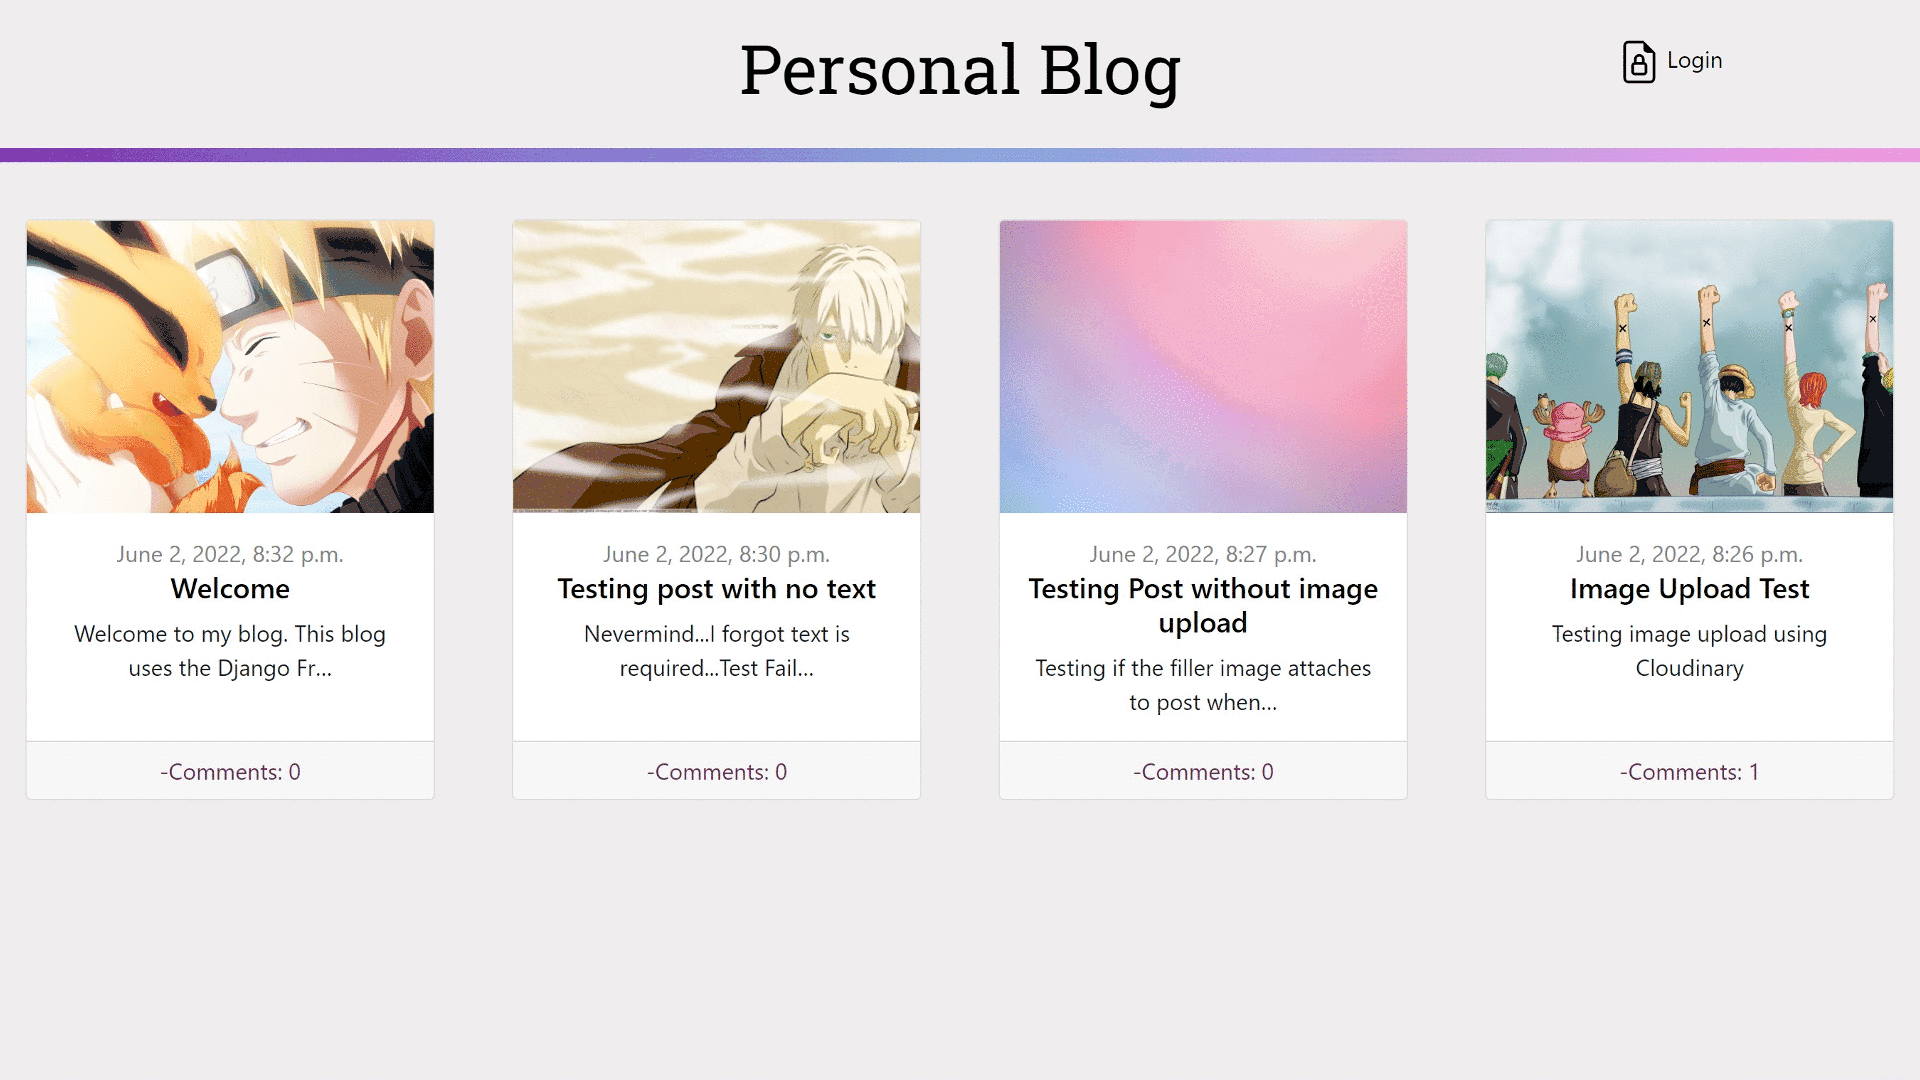 Personal Blog
Login
June 2, 2022, 8:32 p.m.
Welcome
Welcome to my blog. This blog
uses the Django Fr...
-Comments: 0
June 2, 2022, 8:30 p.m.
Testing post with no text
Nevermind...I forgot text is
required...Test Fail...
-Comments: 0
June 2, 2022, 8:27 p.m.
Testing Post without image
upload
Testing if the filler image attaches
to post when...
-Comments: 0
June 2, 2022, 8:26 p.m.
Image Upload Test
Testing image upload using
Cloudinary
-Comments: 1